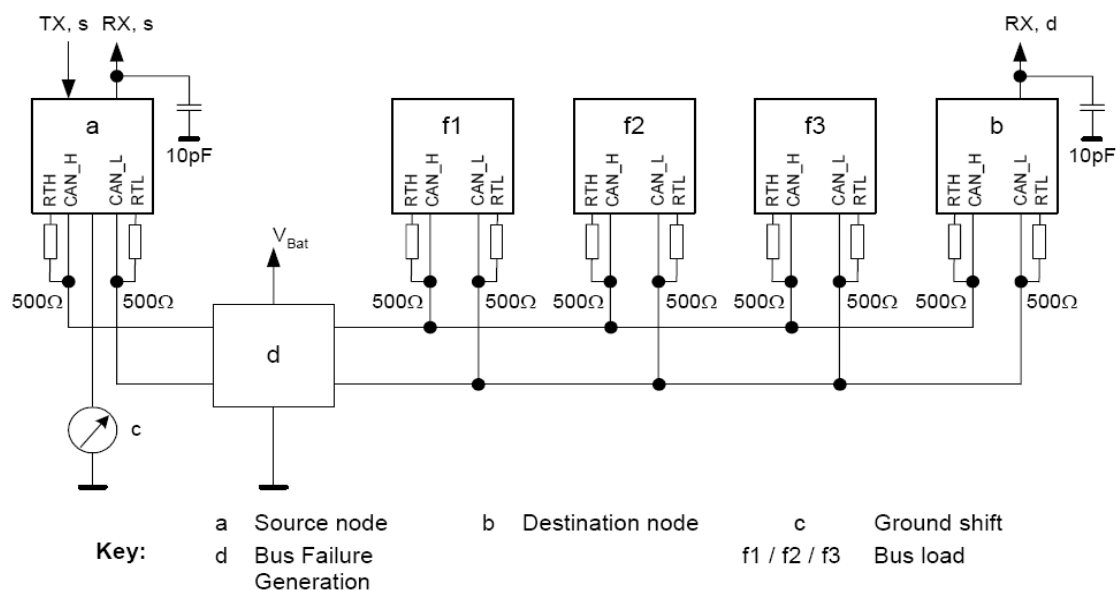 TX, s RX, s RX, d
a f1 f2 f3 b
10pF 10pF
RTH CAN_H CAN_L RTL RTH CAN_H CAN_L RTL RTH CAN_H CAN_L RTL RTH CAN_H CAN_L RTL RTH CAN_H CAN_L RTL
VBat
500Ω 500Ω 500Ω 500Ω 500Ω 500Ω 500Ω 500Ω 500Ω 500Ω
d
c
a Source node b Destination node c Ground shift
Key: d Bus Failure f1 / f2 / f3 Bus load
Generation